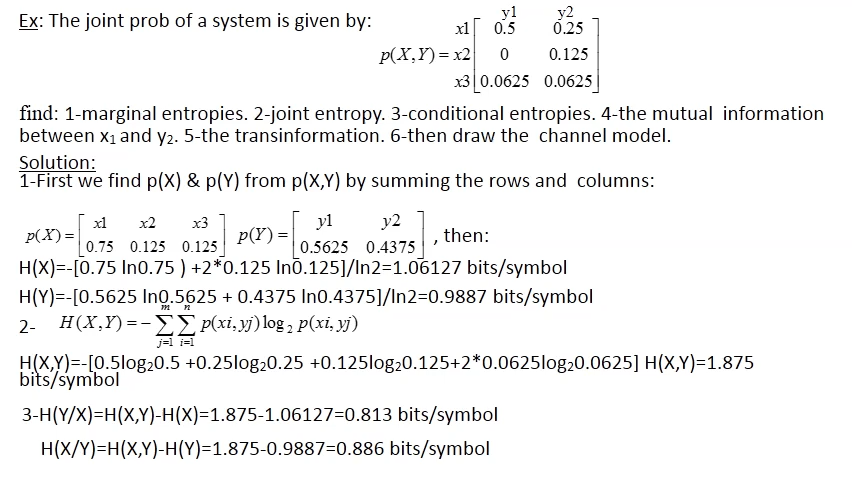 Ex: The joint prob of a system is given by:
y1 y2
x1 0.5 0.25
p(X,Y) = x2 0 0.125
x3 0.0625 0.0625
find: 1-marginal entropies. 2-joint entropy. 3-conditional entropies. 4-the mutual information
between x₁ and y₂. 5-the transinformation. 6-then draw the channel model.
Solution:
1-First we find p(X) & p(Y) from p(X,Y) by summing the rows and columns:
x1 x2 x3 y1 y2
p(X) = [0.75 0.125 0.125] p(Y) = [0.5625 0.4375] , then:
H(X)=-[0.75 ln0.75 ) +2*0.125 ln0.125]/ln2=1.06127 bits/symbol
H(Y)=-[0.5625 ln0.5625 + 0.4375 ln0.4375]/ln2=0.9887 bits/symbol
m n
2- H(X,Y) = − ∑ ∑ p(xi, yj) log₂ p(xi, yj)
j=1 i=1
H(X,Y)=-[0.5log₂0.5 +0.25log₂0.25 +0.125log₂0.125+2*0.0625log₂0.0625] H(X,Y)=1.875
bits/symbol
3-H(Y/X)=H(X,Y)-H(X)=1.875-1.06127=0.813 bits/symbol
H(X/Y)=H(X,Y)-H(Y)=1.875-0.9887=0.886 bits/symbol